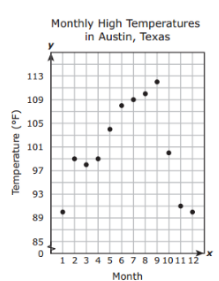 Monthly High Temperatures
in Austin, Texas
y
113
109
105
101
97
93
89
85
0
1 2 3 4 5 6 7 8 9 10 11 12
x
Temperature (°F)
Month